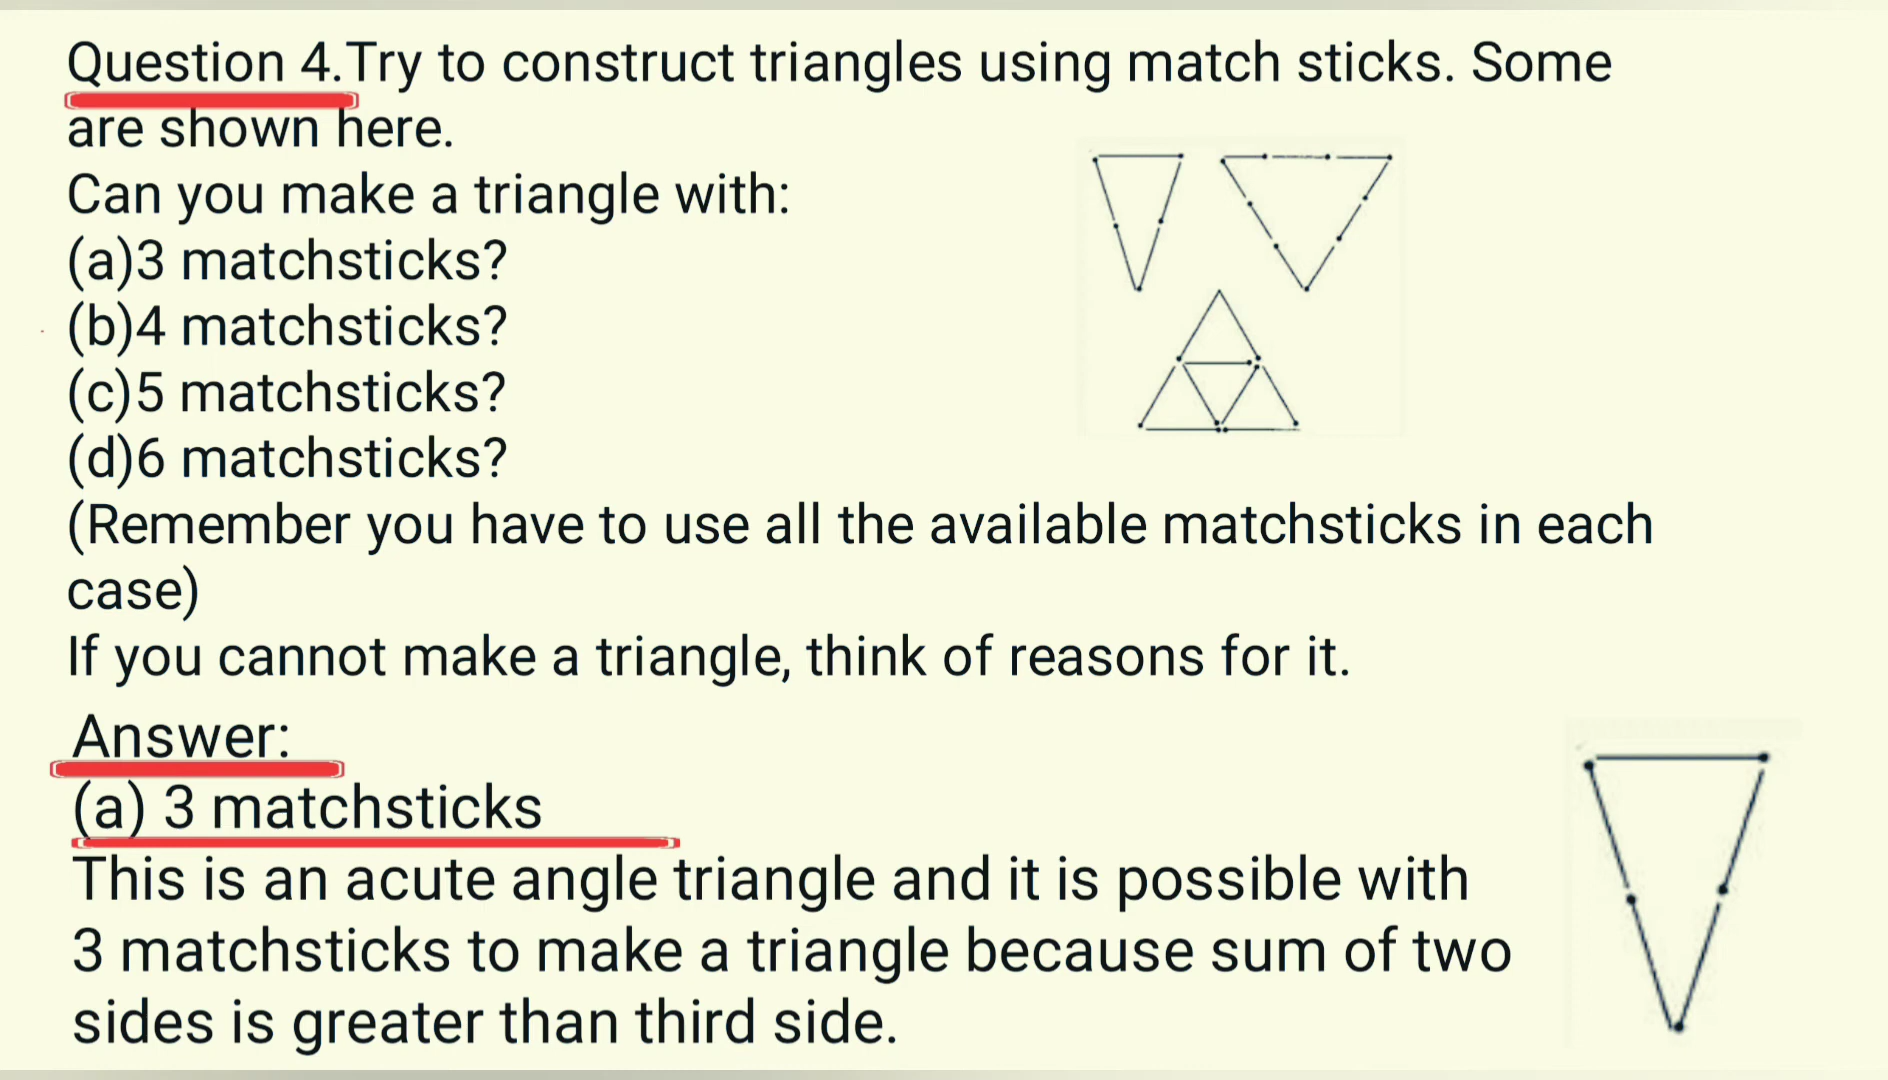 Question 4.Try to construct triangles using match sticks. Some
are shown here.
Can you make a triangle with:
(a)3 matchsticks?
(b)4 matchsticks?
(c)5 matchsticks?
(d)6 matchsticks?
(Remember you have to use all the available matchsticks in each
case)
If you cannot make a triangle, think of reasons for it.
Answer:
(a) 3 matchsticks
This is an acute angle triangle and it is possible with
3 matchsticks to make a triangle because sum of two
sides is greater than third side.